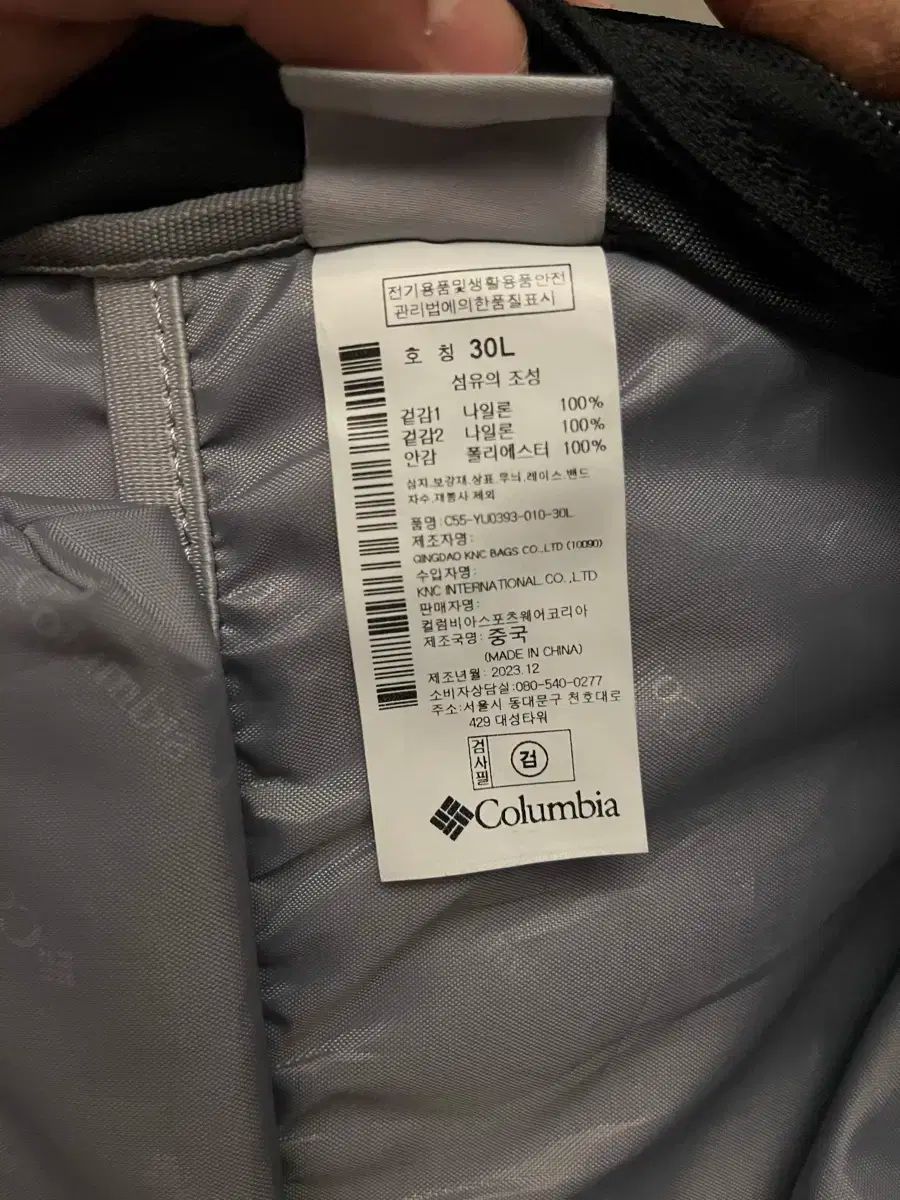 전기용품및생활용품안전
관리법에의한품질표시
호 칭 30L
섬유의 조성
겉감1 나일론 100%
겉감2 나일론 100%
안감 폴리에스터 100%
심지.보강재.상표.무늬.레이스.밴드
자수.재봉사 제외
품명:C55-YU0393-010-30L
제조자명:
QINGDAO KNC BAGS CO.,LTD (10090)
수입자명:
KNC INTERNATIONAL. CO.,LTD
판매자명:
컬럼비아스포츠웨어코리아
제조국명: 중국
(MADE IN CHINA)
제조년월: 2023.12
소비자상담실:080-540-0277
주소:서울시 동대문구 천호대로
429 대성타워
검사필
검
Columbia